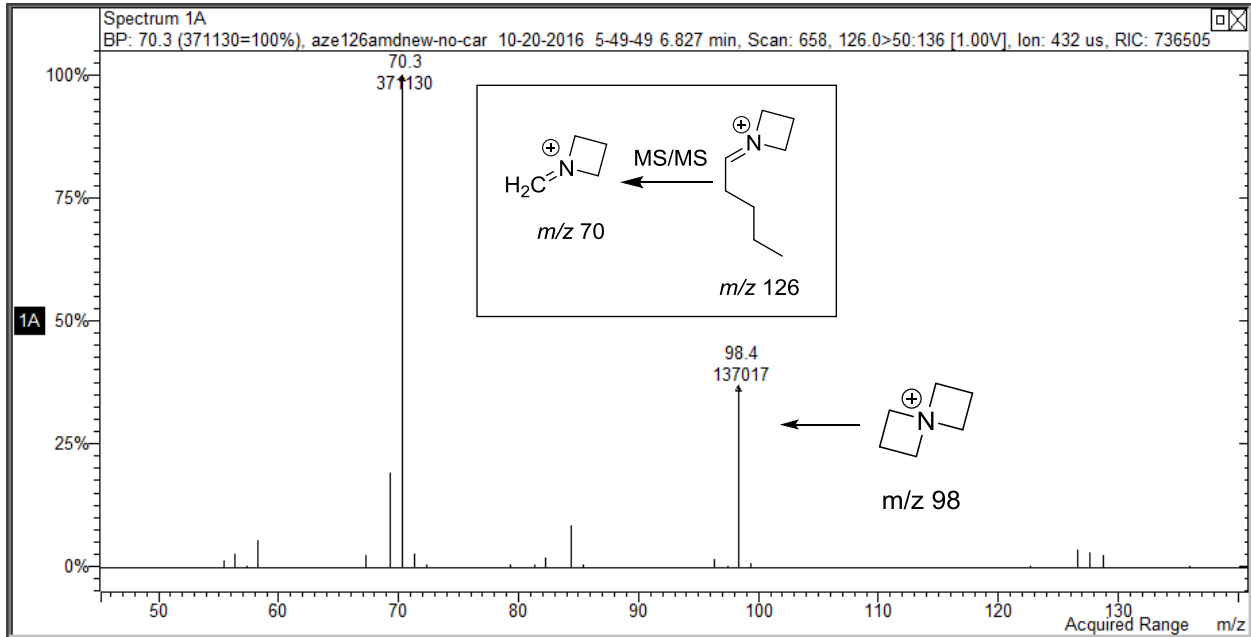 Spectrum 1A
BP: 70.3 (371130=100%), aze126amdnew-no-car 10-20-2016 5-49-49 6.827 min, Scan: 658, 126.0>50:136 [1.00V], Ion: 432 us, RIC: 736505
70.3
371130
100%
75%
50%
25%
0%
1A
⊕
N
H₂C
m/z 70
MS/MS
⊕
N
m/z 126
98.4
137017
⊕
N
m/z 98
50 60 70 80 90 100 110 120 130
Acquired Range m/z